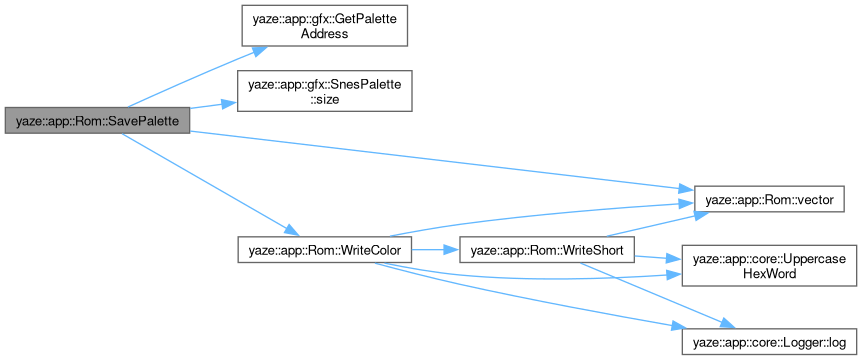 yaze::app::gfx::GetPalette
Address
yaze::app::gfx::SnesPalette
::size
yaze::app::Rom::SavePalette
yaze::app::Rom::vector
yaze::app::Rom::WriteColor
yaze::app::Rom::WriteShort
yaze::app::core::Uppercase
HexWord
yaze::app::core::Logger::log